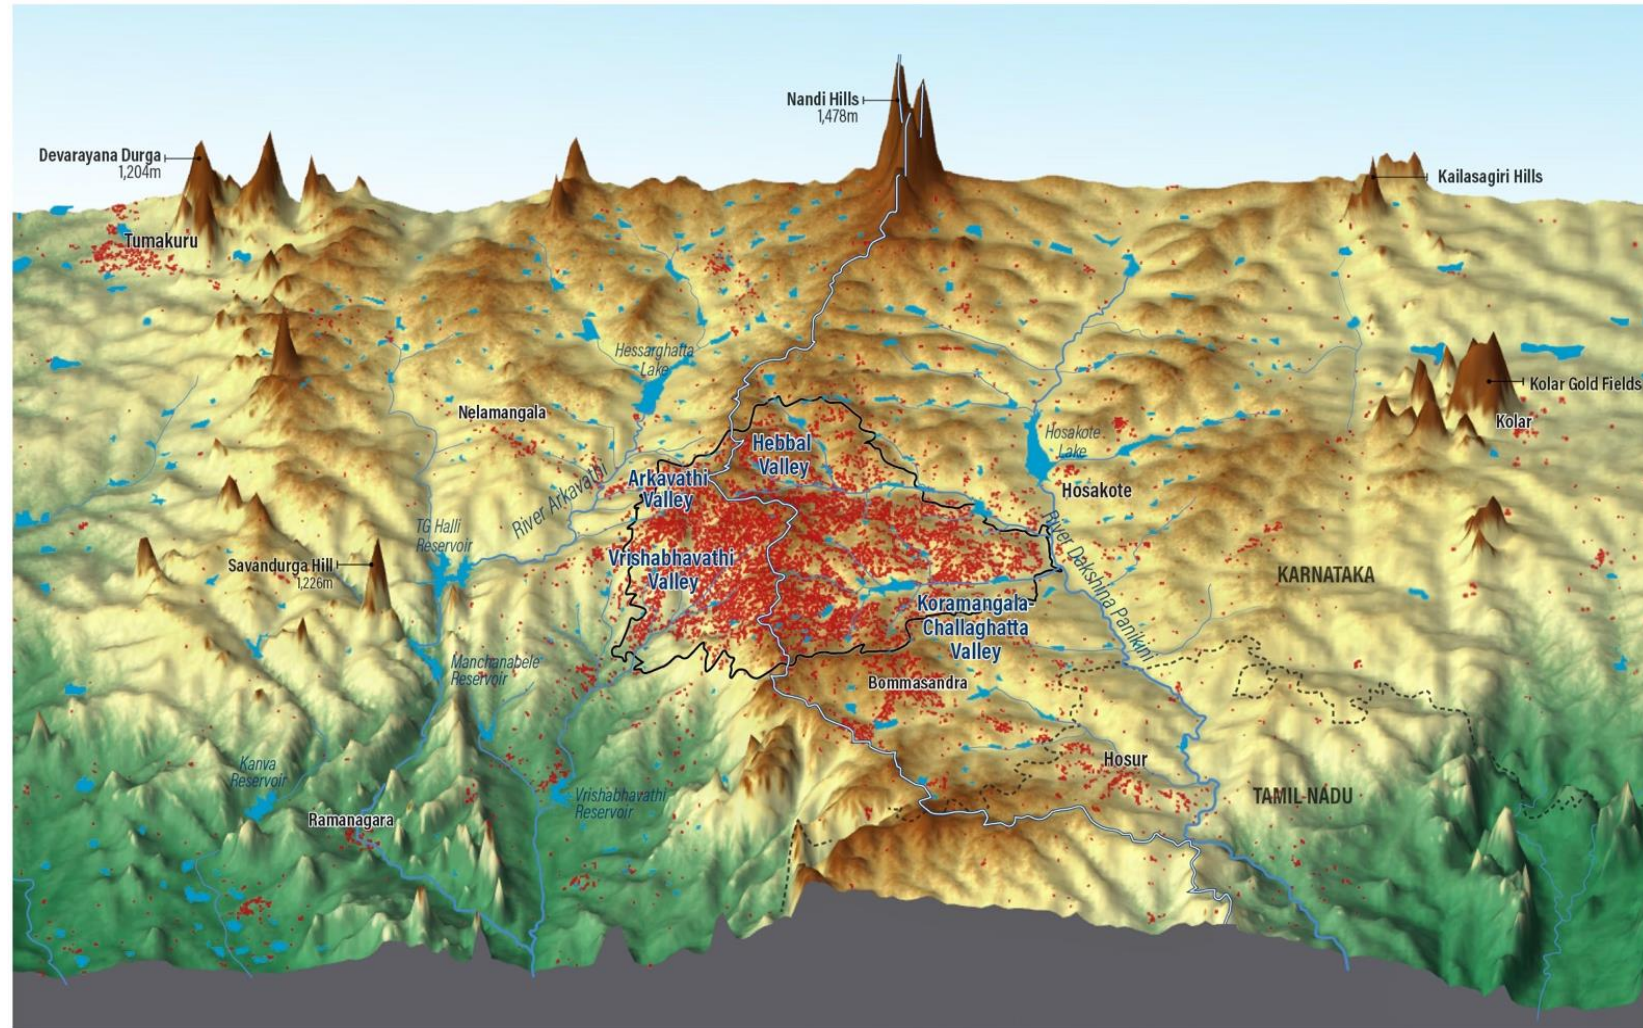 Nandi Hills
1,478m
Devarayana Durga
1,204m
Kailasagiri Hills
Tumakuru
Hessarghatta
Lake
Kolar Gold Fields
Kolar
Nelamangala
Hebbal
Valley
Hosakote
Lake
Hosakote
Arkavathi
Valley
River Arkavathi
TG Halli
Reservoir
Savandurga Hill
1,226m
Vrishabhavathi
Valley
River Dakshina Panikini
KARNATAKA
Koramangala-
Challaghatta
Valley
Manchanabele
Reservoir
Bommasandra
Kanva
Reservoir
Hosur
Vrishabhavathi
Reservoir
TAMIL NADU
Ramanagara